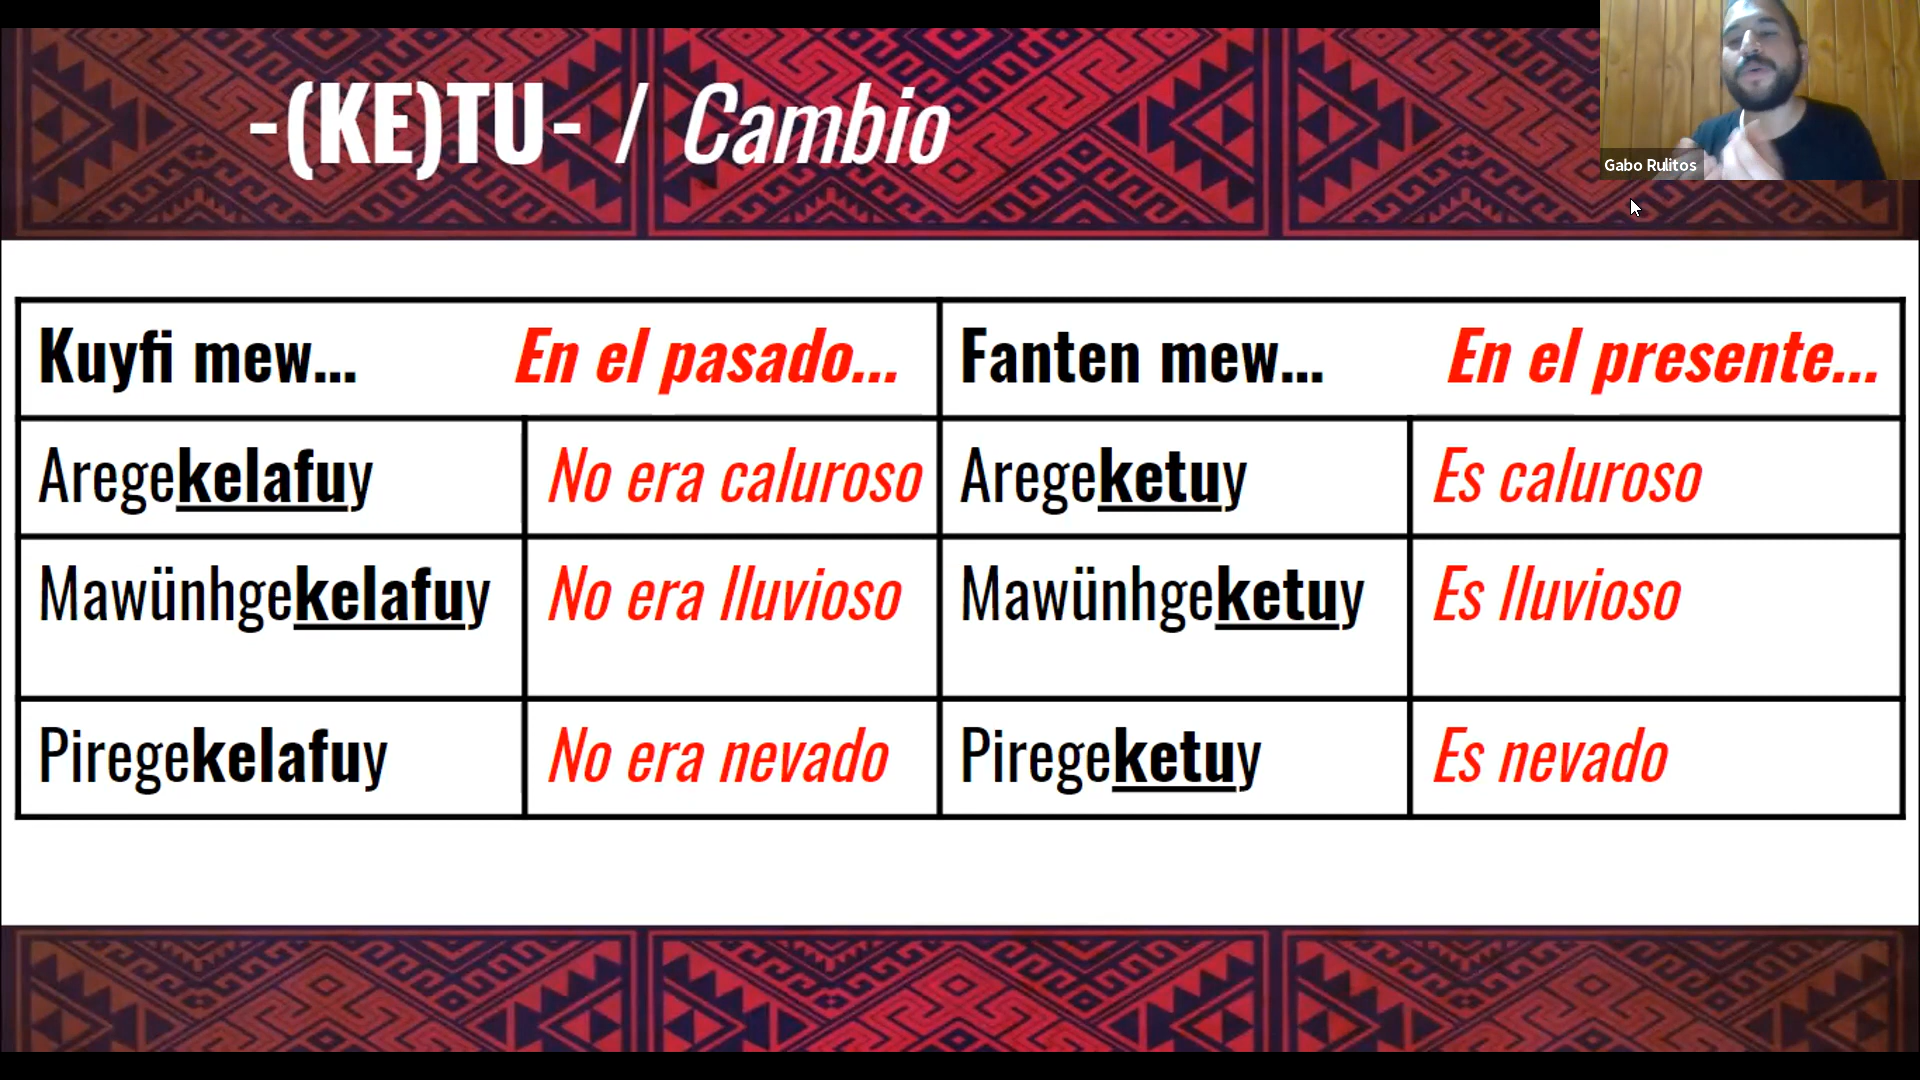 -(KE)TU- / Cambio
Gabo Rulitos
Kuyfi mew... En el pasado... Fanten mew... En el presente...
Aregekelafuy No era caluroso Aregeketuy Es caluroso
Mawünhgekelafuy No era lluvioso Mawünhgeketuy Es lluvioso
Piregekelafuy No era nevado Piregeketuy Es nevado